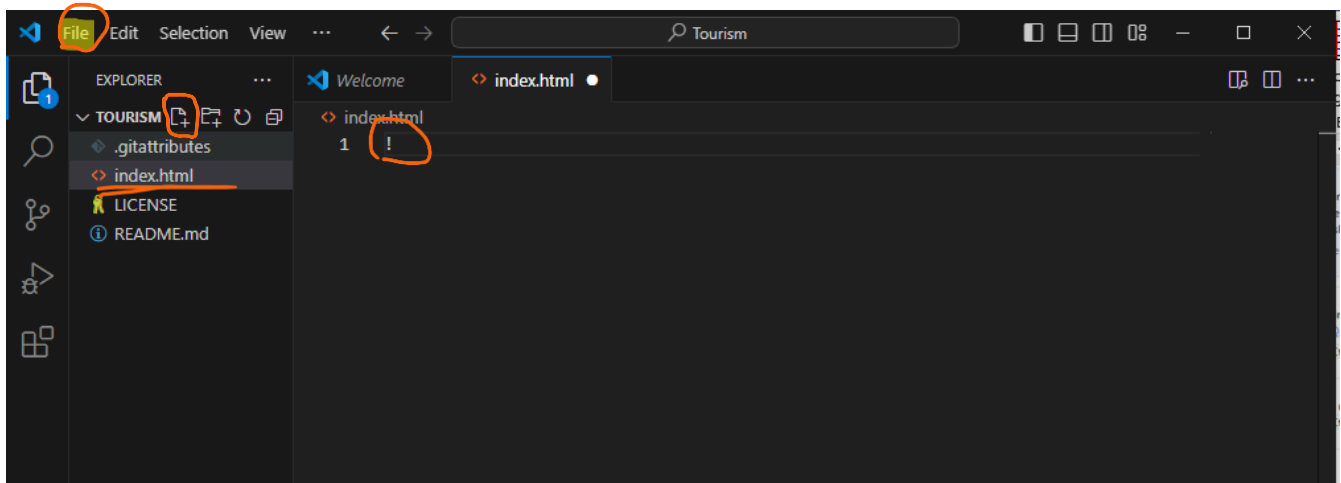 File Edit Selection View ··· Tourism
EXPLORER ··· Welcome index.html
TOURISM index.html
.gitattributes 1 !
index.html
LICENSE
README.md
1